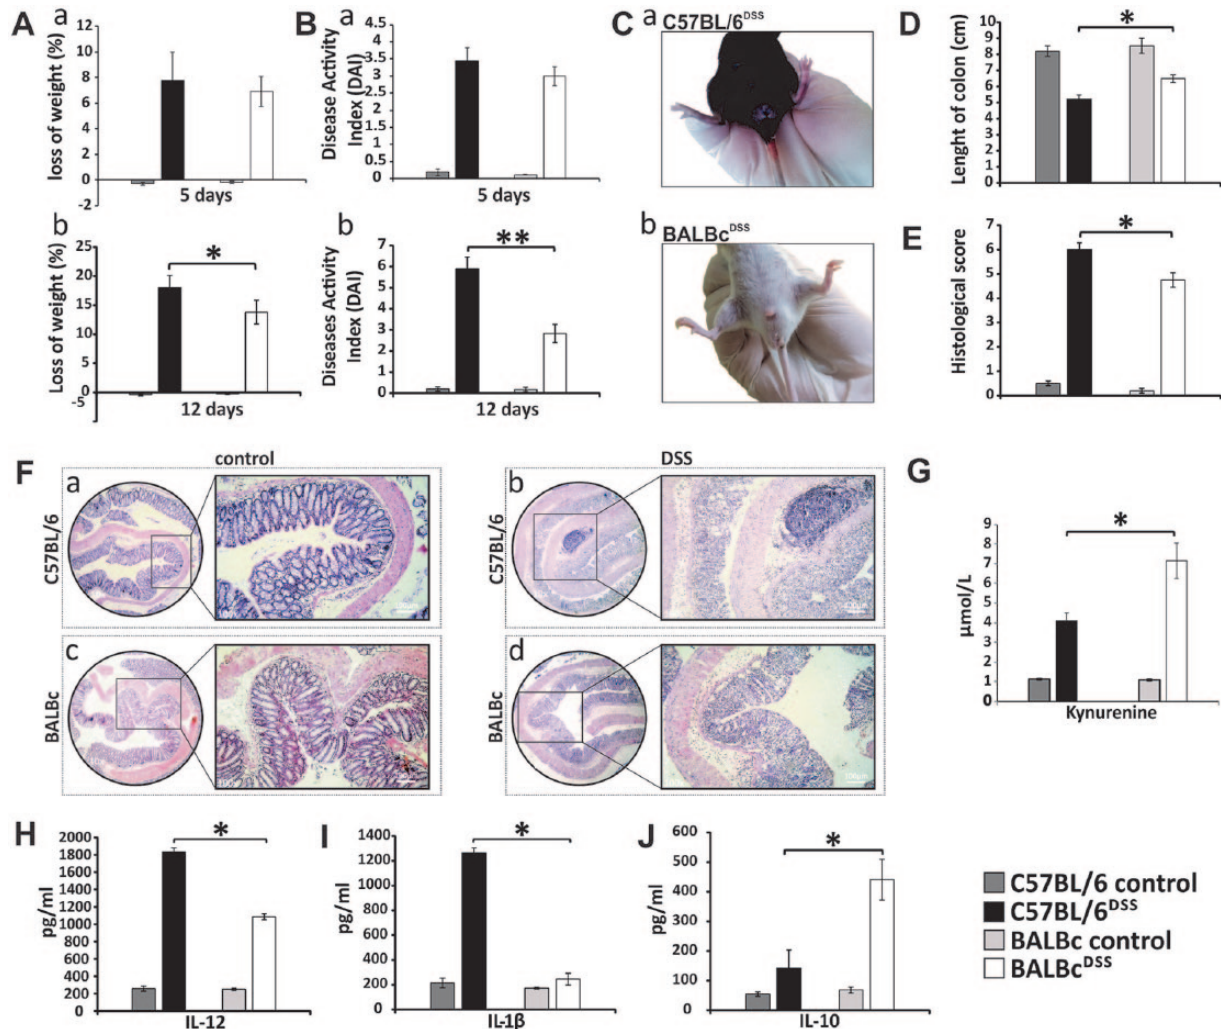 A
a
loss of weight (%)
12
10
8
6
4
2
0
-2
5 days
b
Loss of weight (%)
25
20
15
10
5
0
-5
*
12 days
B
a
Disease Activity
Index (DAI)
4.5
4
3.5
3
2.5
2
1.5
1
0.5
0
5 days
b
Diseases Activity
Index (DAI)
7
6
5
4
3
2
1
0
**
12 days
C
a
C57BL/6DSS
b
BALBcDSS
D
Lenght of colon (cm)
10
9
8
7
6
5
4
3
2
1
0
*
E
Histological score
7
6
5
4
3
2
1
0
*
F
control
DSS
C57BL/6
a
C57BL/6
b
BALBc
c
BALBc
d
100µm
G
µmol/L
9
8
7
6
5
4
3
2
1
0
*
Kynurenine
H
pg/ml
2000
1800
1600
1400
1200
1000
800
600
400
200
0
*
IL-12
I
pg/ml
1400
1200
1000
800
600
400
200
0
*
IL-1β
J
pg/ml
600
500
400
300
200
100
0
*
IL-10
C57BL/6 control
C57BL/6DSS
BALBc control
BALBcDSS